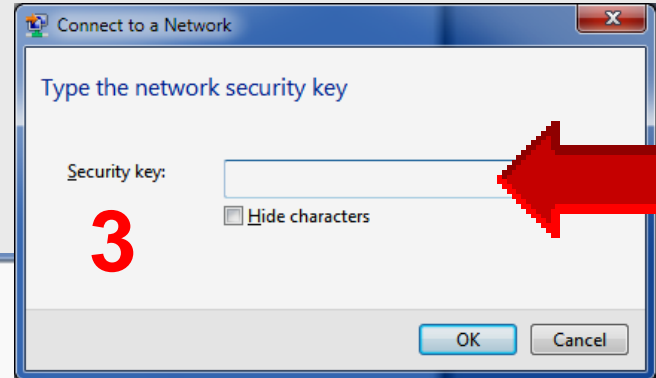 Connect to a Network
Type the network security key
Security key:
Hide characters
3
OK Cancel